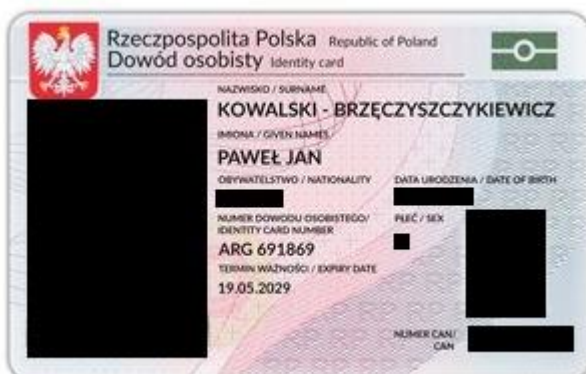 Rzeczpospolita Polska Republic of Poland
Dowód osobisty Identity card
NAZWISKO / SURNAME
KOWALSKI - BRZĘCZYSZCZYKIEWICZ
IMIONA / GIVEN NAMES
PAWEŁ JAN
OBYWATELSTWO / NATIONALITY DATA URODZENIA / DATE OF BIRTH
NUMER DOWODU OSOBISTEGO/ PŁEĆ / SEX
IDENTITY CARD NUMBER
ARG 691869
TERMIN WAŻNOŚCI / EXPIRY DATE
19.05.2029
NUMER CAN/
CAN